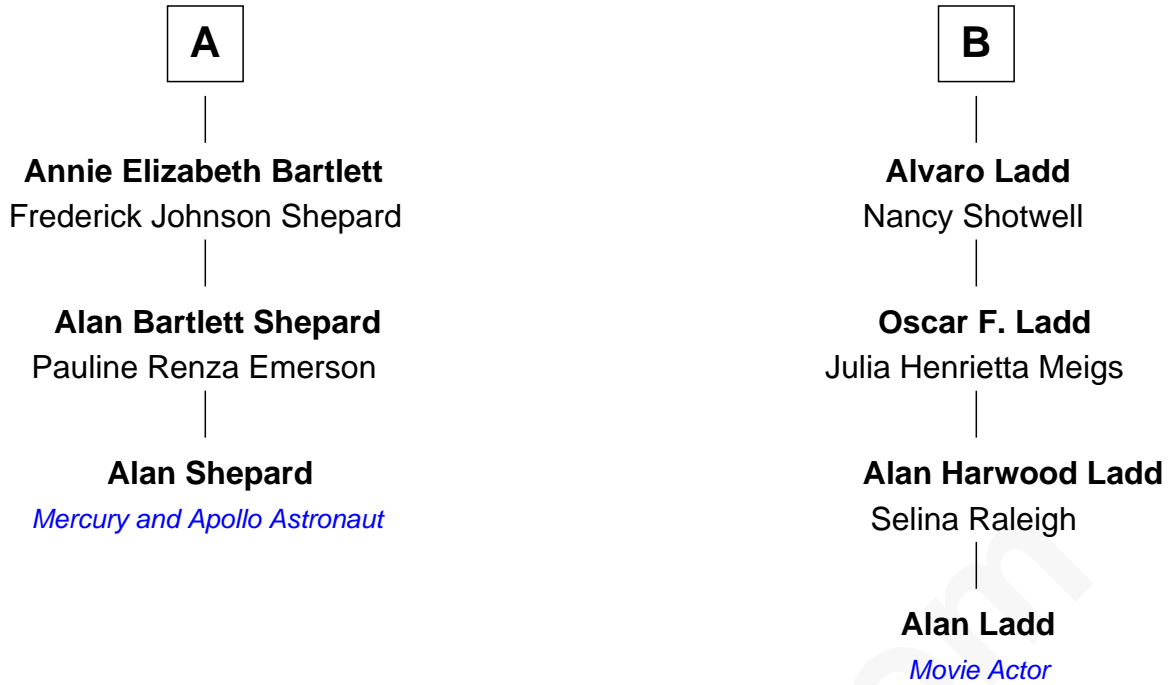 A
Annie Elizabeth Bartlett
Frederick Johnson Shepard
Alan Bartlett Shepard
Pauline Renza Emerson
Alan Shepard
Mercury and Apollo Astronaut
B
Alvaro Ladd
Nancy Shotwell
Oscar F. Ladd
Julia Henrietta Meigs
Alan Harwood Ladd
Selina Raleigh
Alan Ladd
Movie Actor
om